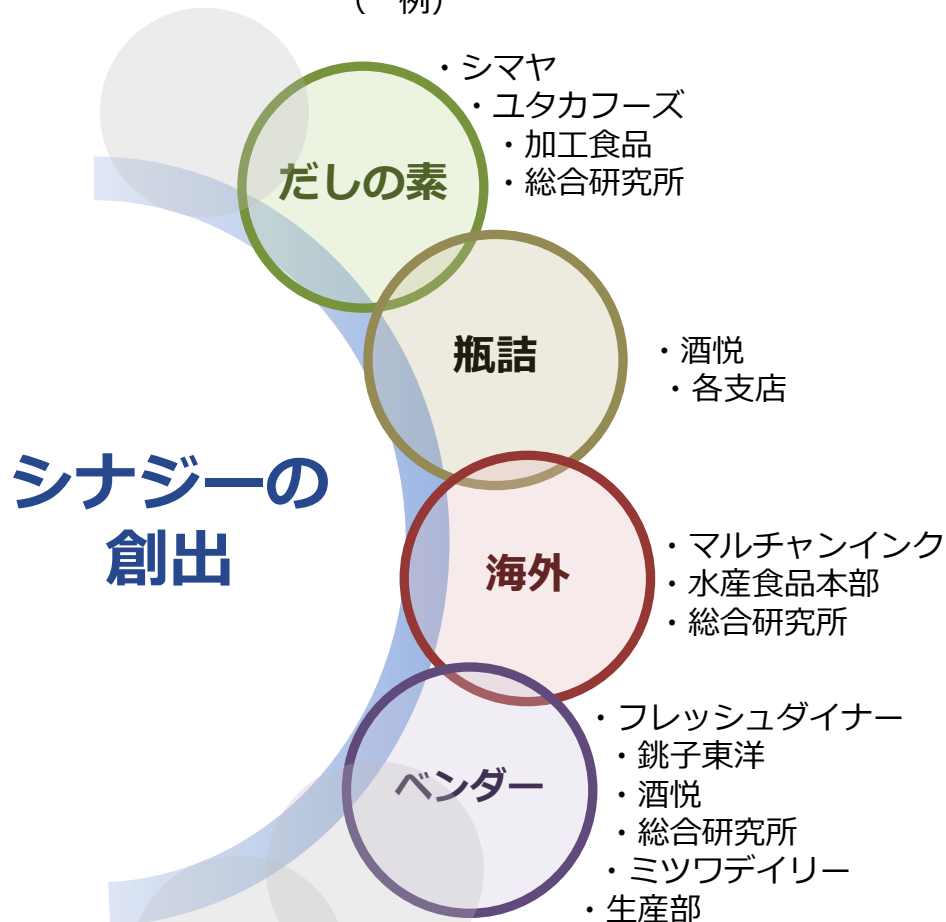 (一例)
・シマヤ
・ユタカフーズ
・加工食品
・総合研究所
だしの素
瓶詰
・酒悦
・各支店
シナジーの
創出
海外
・マルチャンインク
・水産食品本部
・総合研究所
ベンダー
・フレッシュダイナー
・銚子東洋
・酒悦
・総合研究所
・ミツワデイリー
・生産部